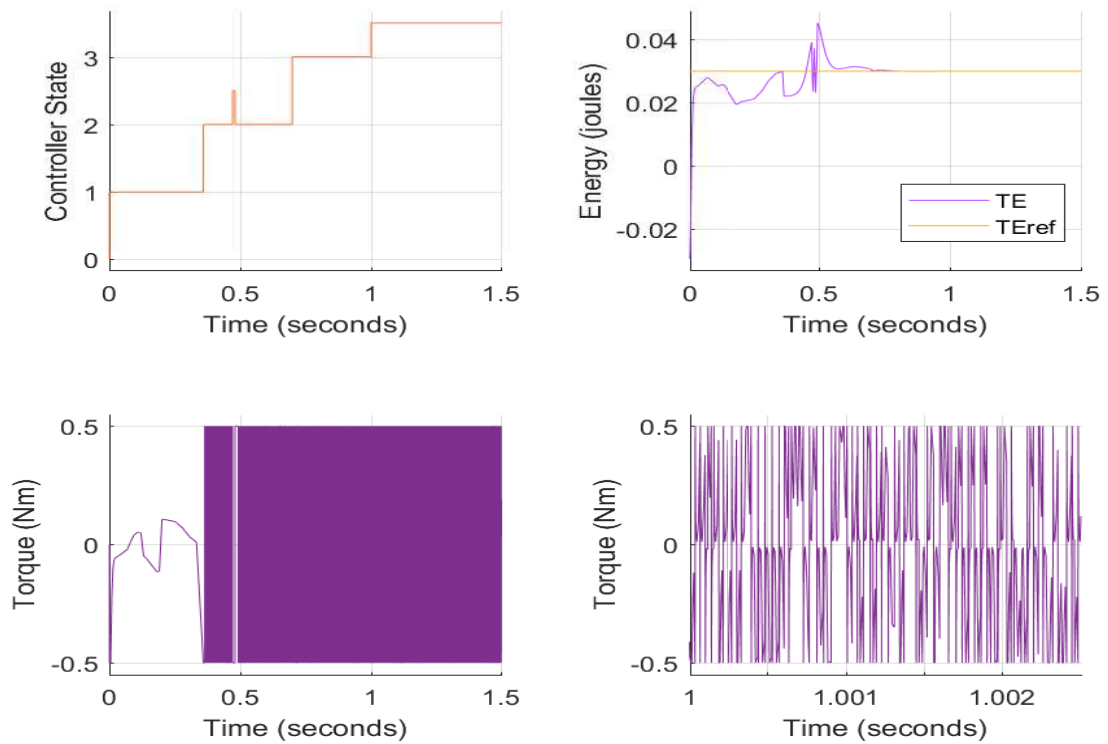 Controller State
3
2
1
0
0 0.5 1 1.5
Time (seconds)
Energy (joules)
0.04
0.02
0
-0.02
TE
TEref
0 0.5 1 1.5
Time (seconds)
Torque (Nm)
0.5
0
-0.5
0 0.5 1 1.5
Time (seconds)
Torque (Nm)
0.5
0
-0.5
1 1.001 1.002
Time (seconds)